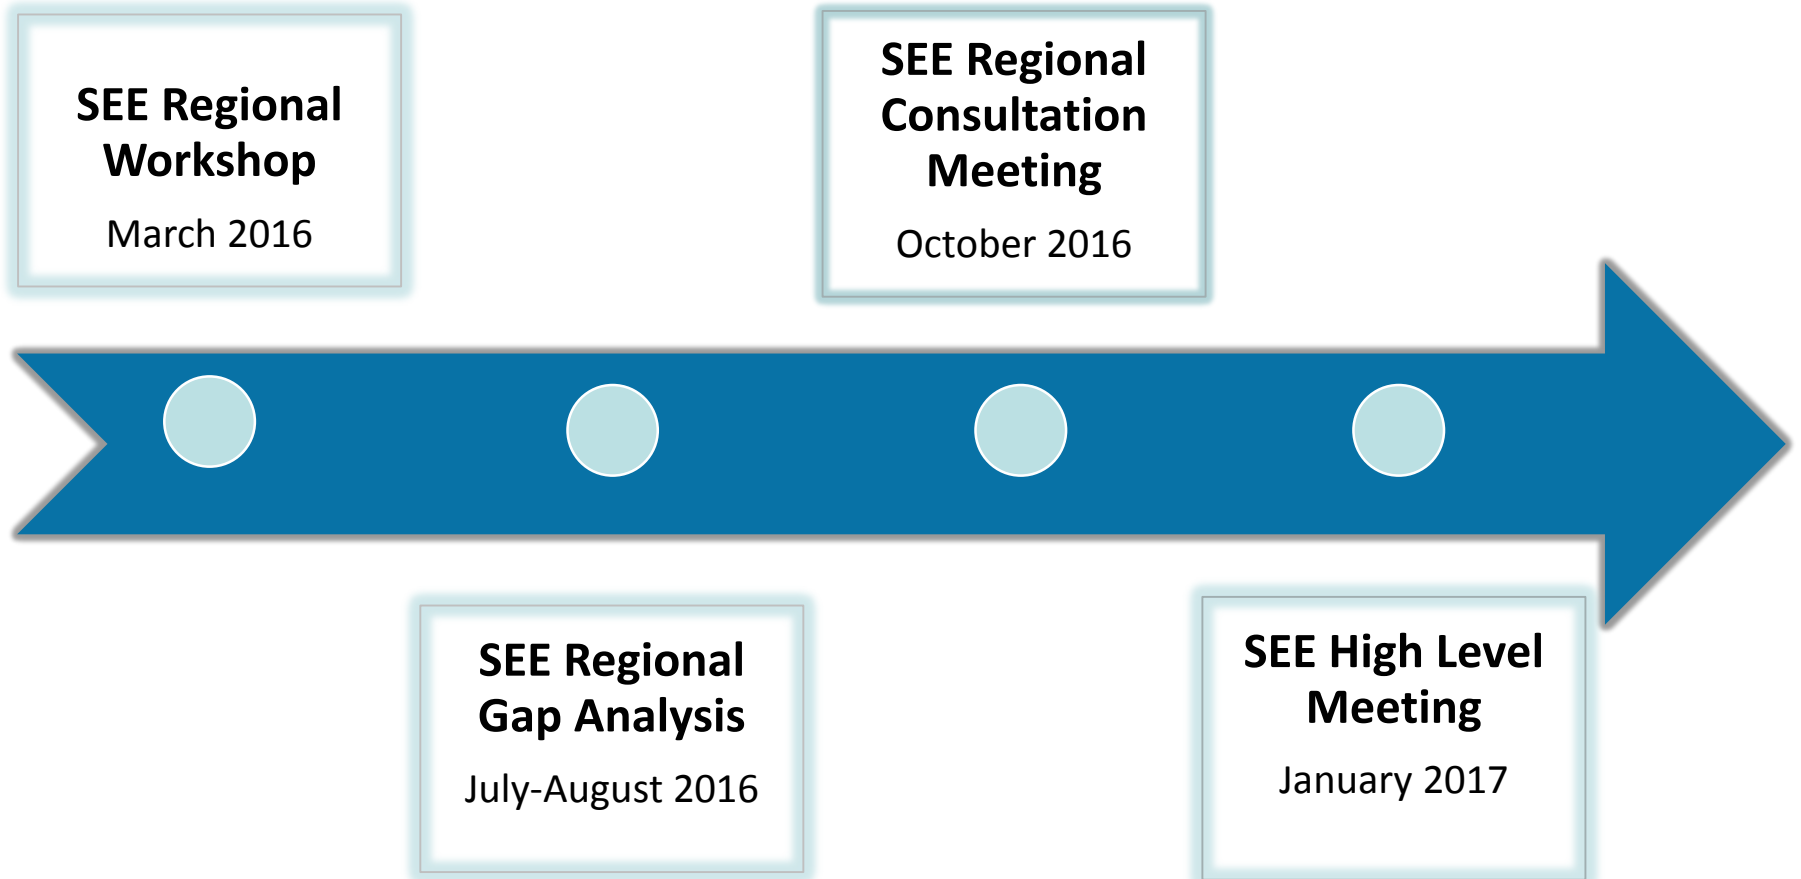 SEE Regional
Workshop
March 2016
SEE Regional
Gap Analysis
July-August 2016
SEE Regional
Consultation
Meeting
October 2016
SEE High Level
Meeting
January 2017